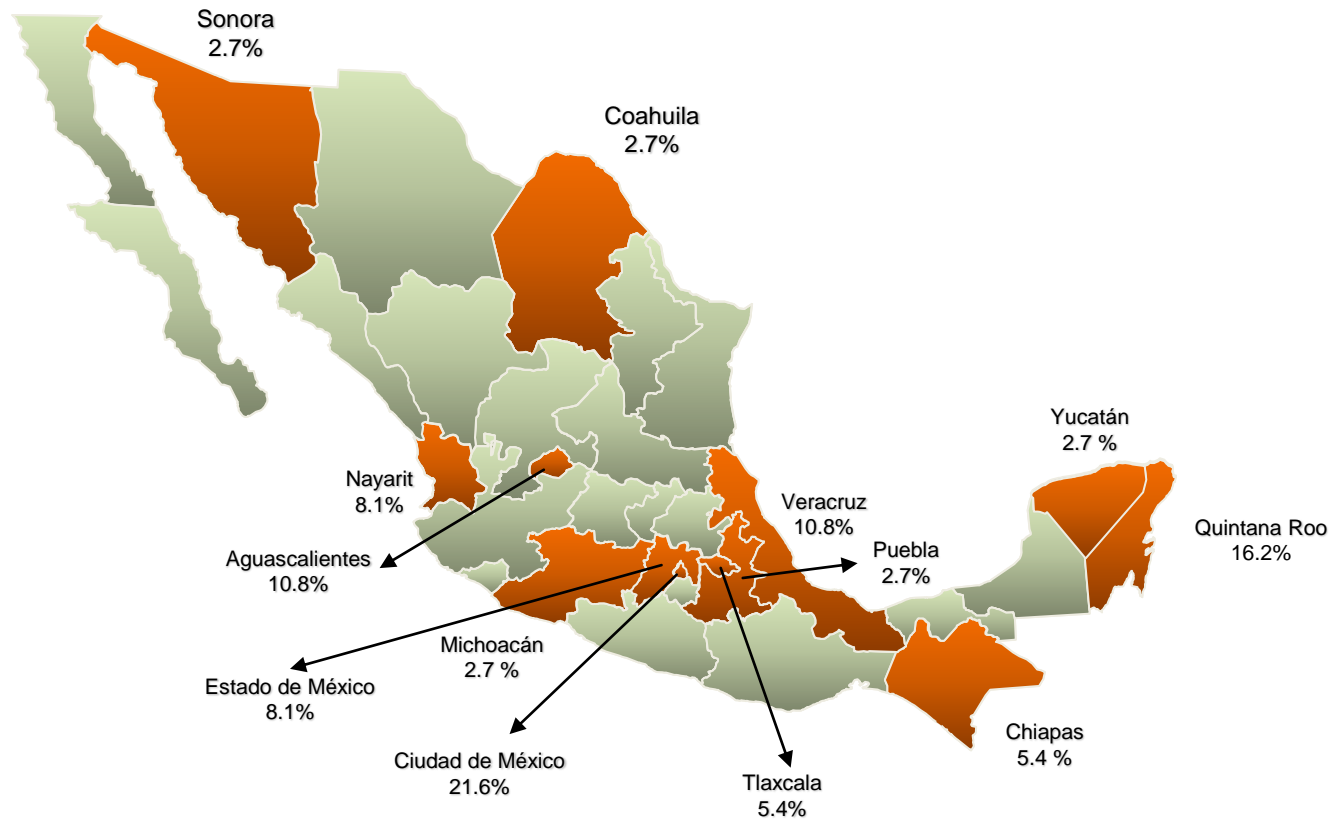 Sonora
2.7%
Coahuila
2.7%
Yucatán
2.7 %
Nayarit
8.1%
Veracruz
10.8%
Quintana Roo
16.2%
Aguascalientes
10.8%
Puebla
2.7%
Michoacán
2.7 %
Estado de México
8.1%
Chiapas
5.4 %
Ciudad de México
21.6%
Tlaxcala
5.4%